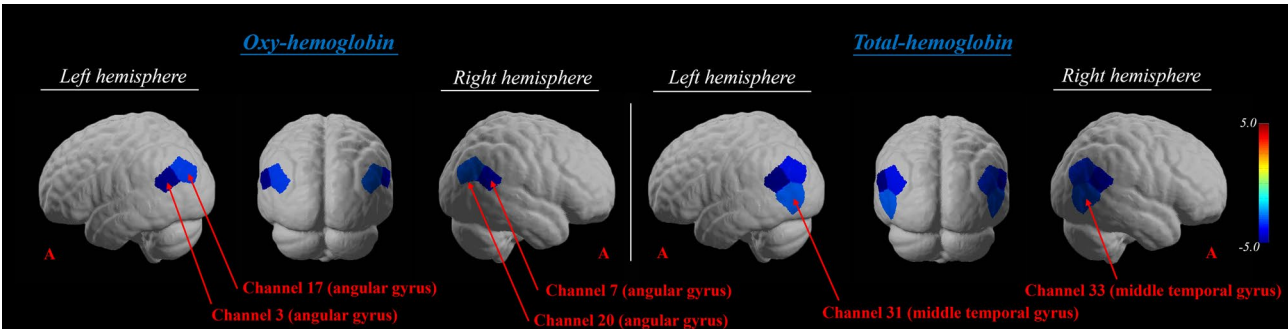 Oxy-hemoglobin
Total-hemoglobin
Left hemisphere
Right hemisphere
Left hemisphere
Right hemisphere
5.0
-5.0
A
A
A
Channel 17 (angular gyrus)
Channel 3 (angular gyrus)
Channel 7 (angular gyrus)
Channel 20 (angular gyrus)
Channel 31 (middle temporal gyrus)
Channel 33 (middle temporal gyrus)